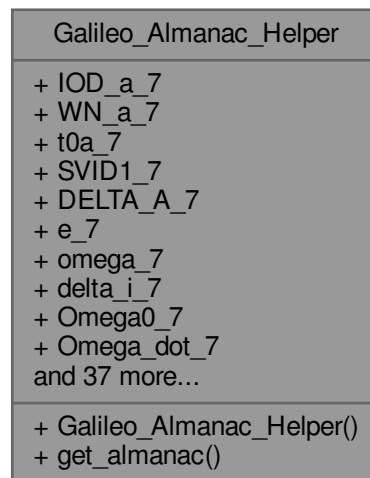 Galileo_Almanac_Helper
+ IOD_a_7
+ WN_a_7
+ t0a_7
+ SVID1_7
+ DELTA_A_7
+ e_7
+ omega_7
+ delta_i_7
+ Omega0_7
+ Omega_dot_7
and 37 more...
+ Galileo_Almanac_Helper()
+ get_almanac()